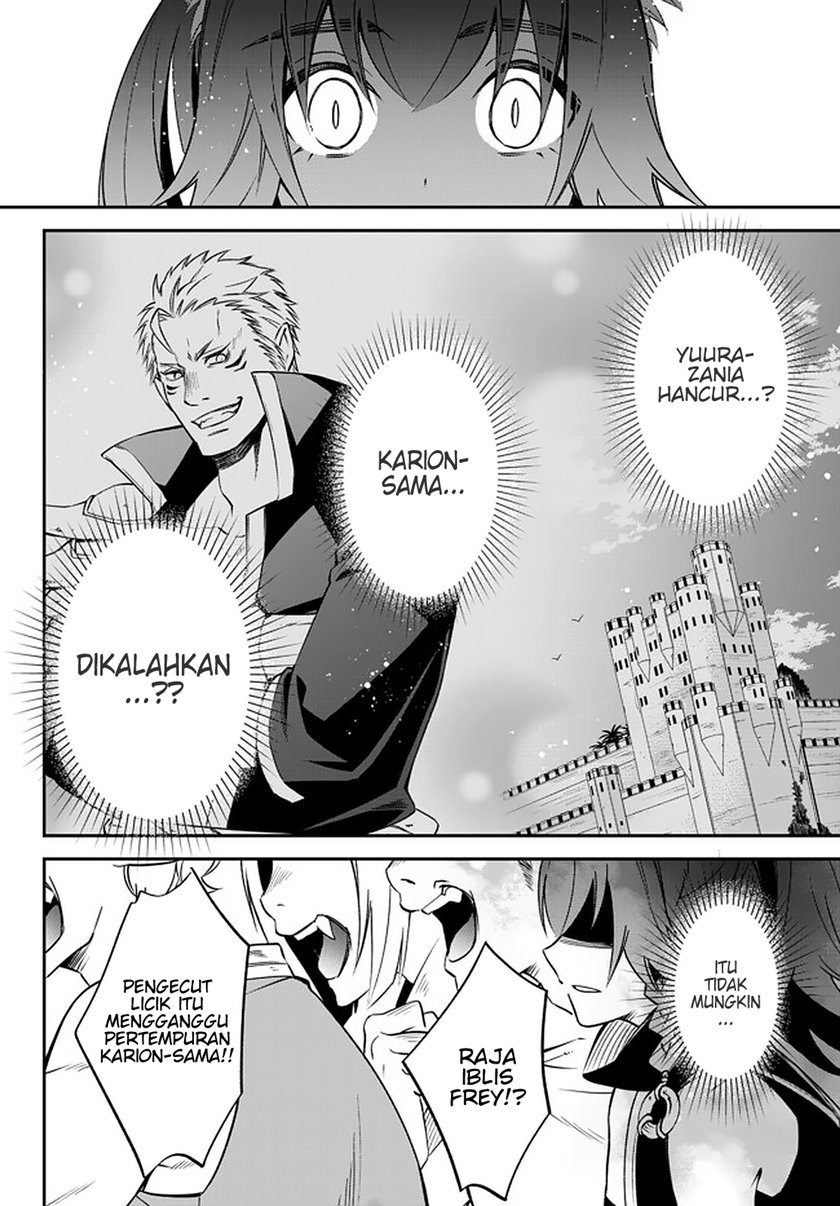 YUURA-
ZANIA
HANCUR...?
KARION-
SAMA...
DIKALAHKAN
...??
ITU
TIDAK
MUNGKIN
...
RAJA
IBLIS
FREY!?
PENGECUT
LICIK ITU
MENGGANGGU
PERTEMPURAN
KARION-SAMA!!